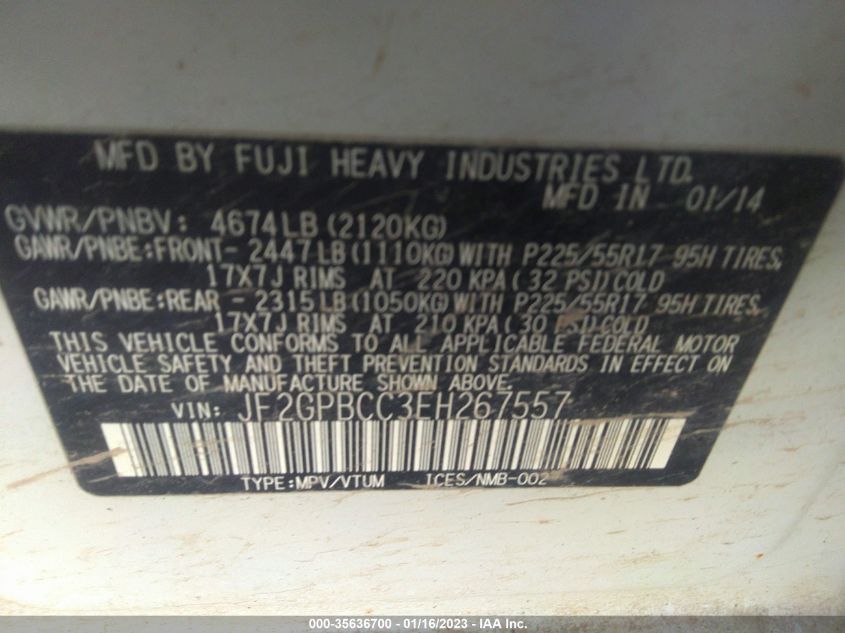 MFD BY FUJI HEAVY INDUSTRIES LTD.
MFD IN 01/14
GVWR/PNBV: 4674LB(2120KG)
GAWR/PNBE:FRONT- 2447LB(1110KG)WITH P225/55R17 95H TIRES,
17X7J RIMS AT 220 KPA(32 PSI)COLD
GAWR/PNBE:REAR - 2315LB(1050KG)WITH P225/55R17 95H TIRES,
17X7J RIMS AT 210 KPA(30 PSI)COLD
THIS VEHICLE CONFORMS TO ALL APPLICABLE FEDERAL MOTOR
VEHICLE SAFETY AND THEFT PREVENTION STANDARDS IN EFFECT ON
THE DATE OF MANUFACTURE SHOWN ABOVE.
VIN: JF2GPBCC3EH267557
TYPE:MPV/VTUM ICES/NMB-002
000-35636700 - 01/16/2023 - IAA Inc.